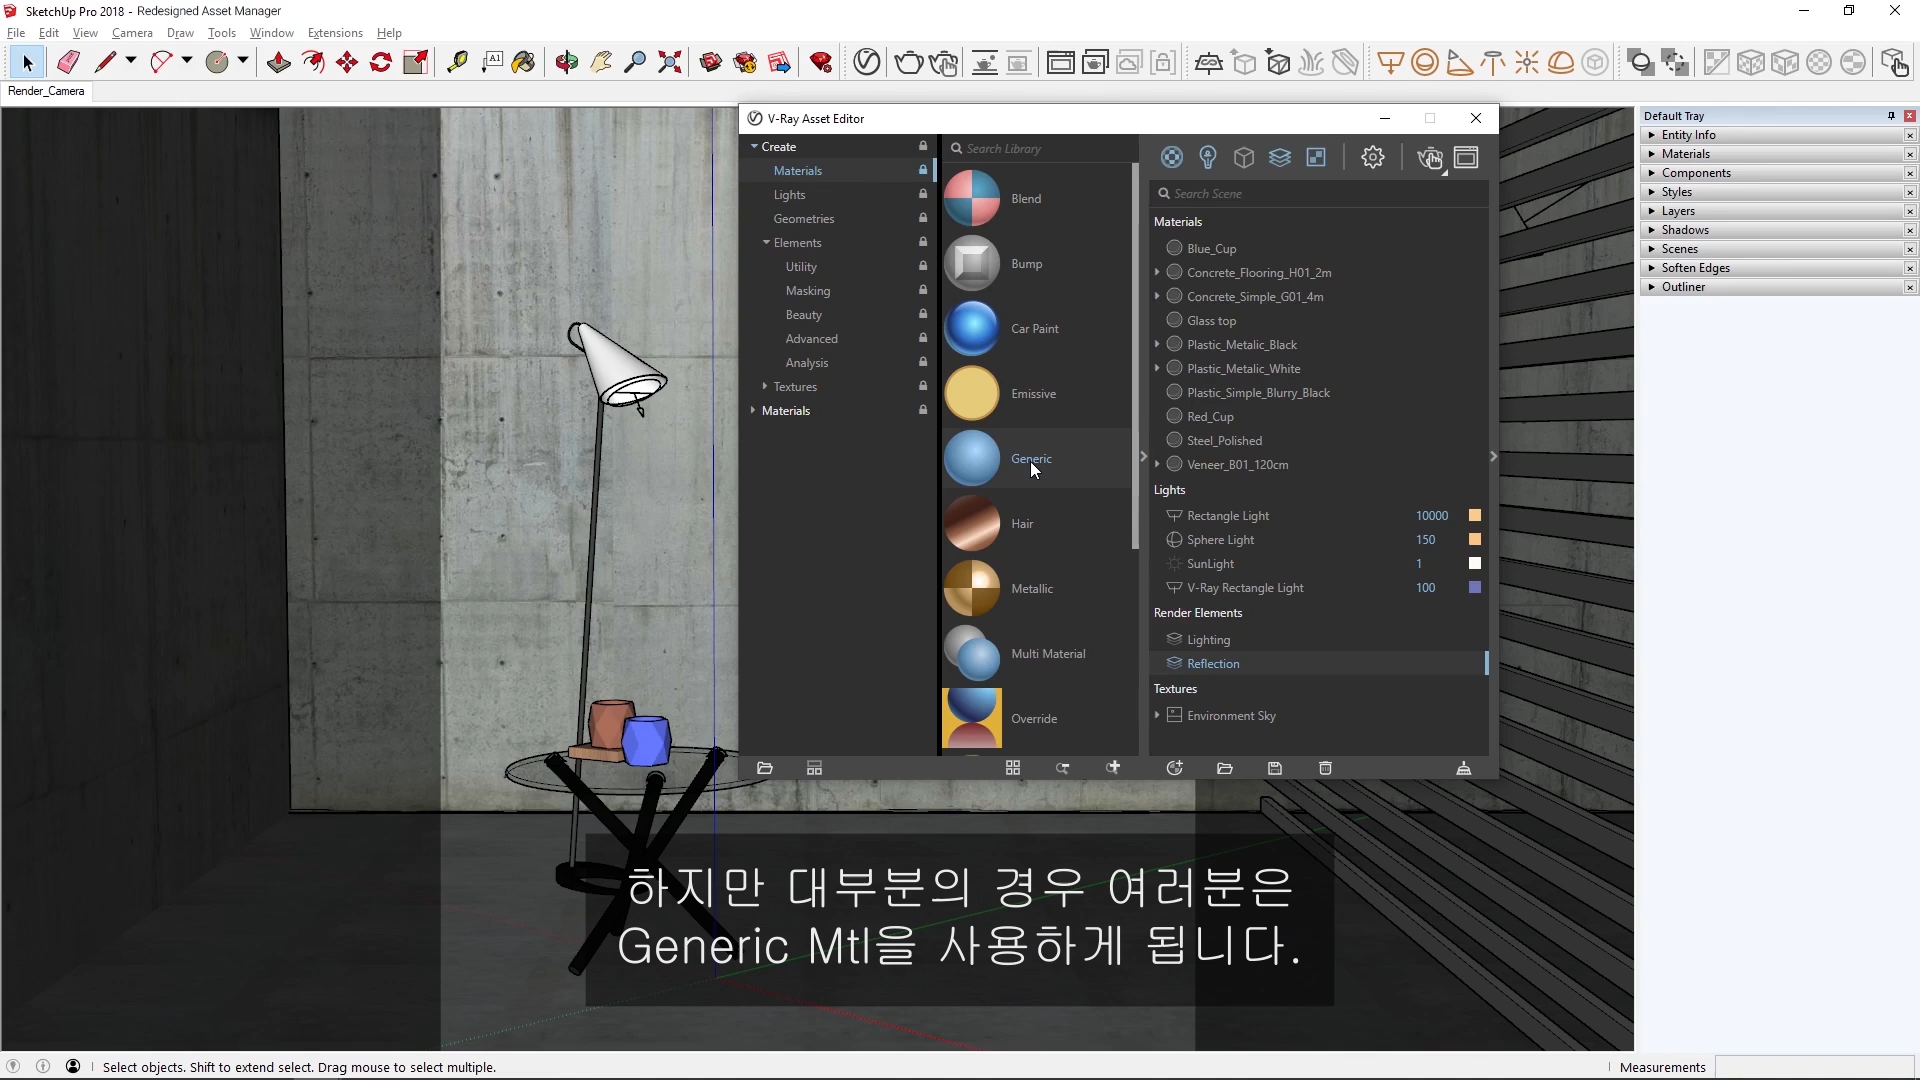 SketchUp Pro 2018 - Redesigned Asset Manager
File Edit View Camera Draw Tools Window Extensions Help
Render_Camera
V-Ray Asset Editor
Create
Materials
Lights
Geometries
Elements
Utility
Masking
Beauty
Advanced
Analysis
Textures
Materials
Search Library
Blend
Bump
Car Paint
Emissive
Generic
Hair
Metallic
Multi Material
Override
Search Scene
Materials
Blue_Cup
Concrete_Flooring_H01_2m
Concrete_Simple_G01_4m
Glass top
Plastic_Metalic_Black
Plastic_Metalic_White
Plastic_Simple_Blurry_Black
Red_Cup
Steel_Polished
Veneer_B01_120cm
Lights
Rectangle Light 10000
Sphere Light 150
SunLight 1
V-Ray Rectangle Light 100
Render Elements
Lighting
Reflection
Textures
Environment Sky
Default Tray
Entity Info
Materials
Components
Styles
Layers
Shadows
Scenes
Soften Edges
Outliner
하지만 대부분의 경우 여러분은
Generic Mtl을 사용하게 됩니다.
Select objects. Shift to extend select. Drag mouse to select multiple.
Measurements